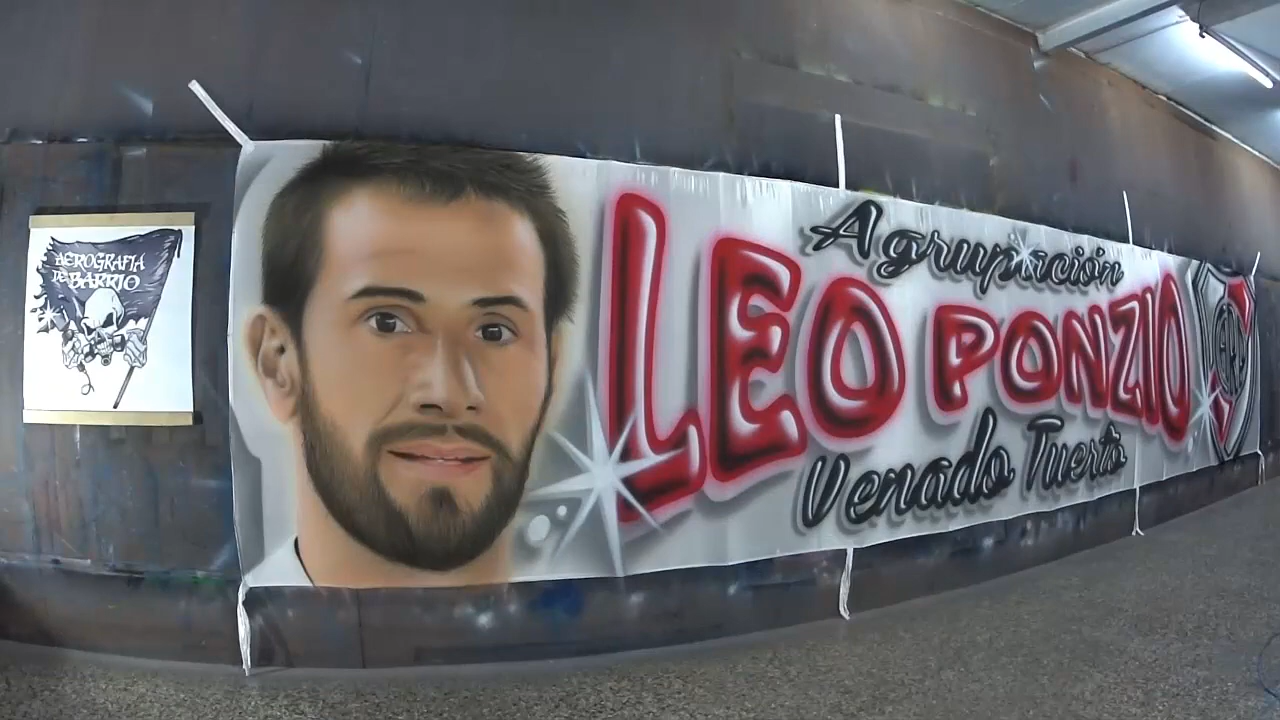 AEROGRAFIA
DE BARRIO
Agrupación
LEO PONZIO
Venado Tuerto
CARP